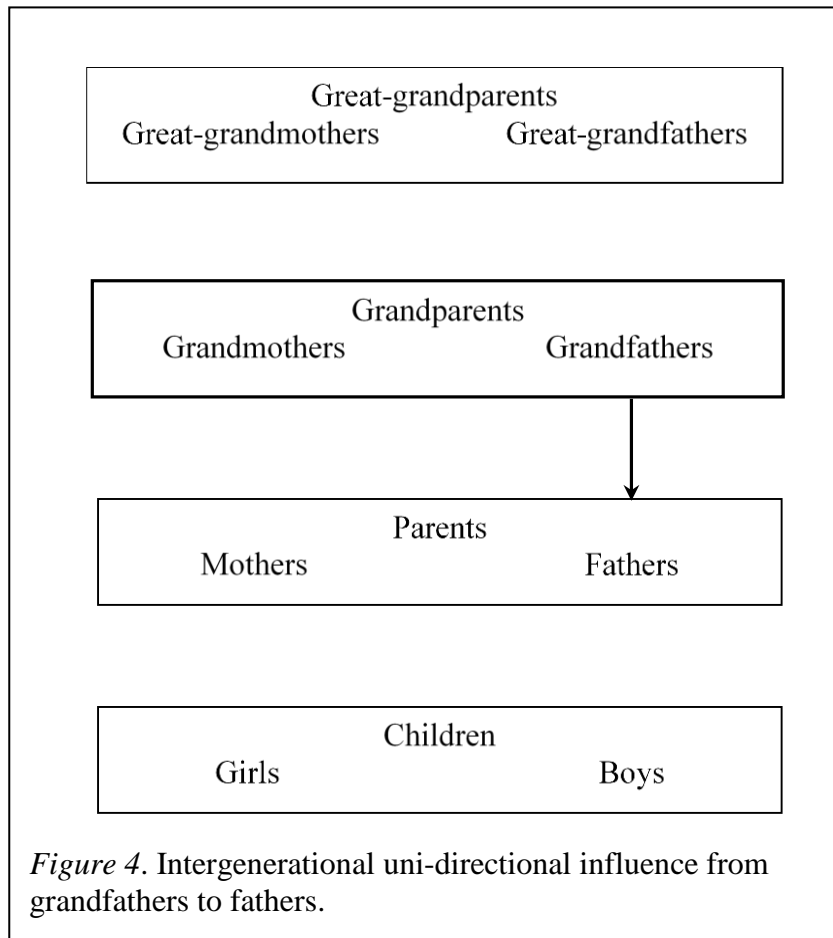 Great-grandparents
Great-grandmothers Great-grandfathers
Grandparents
Grandmothers Grandfathers
Parents
Mothers Fathers
Children
Girls Boys
Figure 4. Intergenerational uni-directional influence from
grandfathers to fathers.